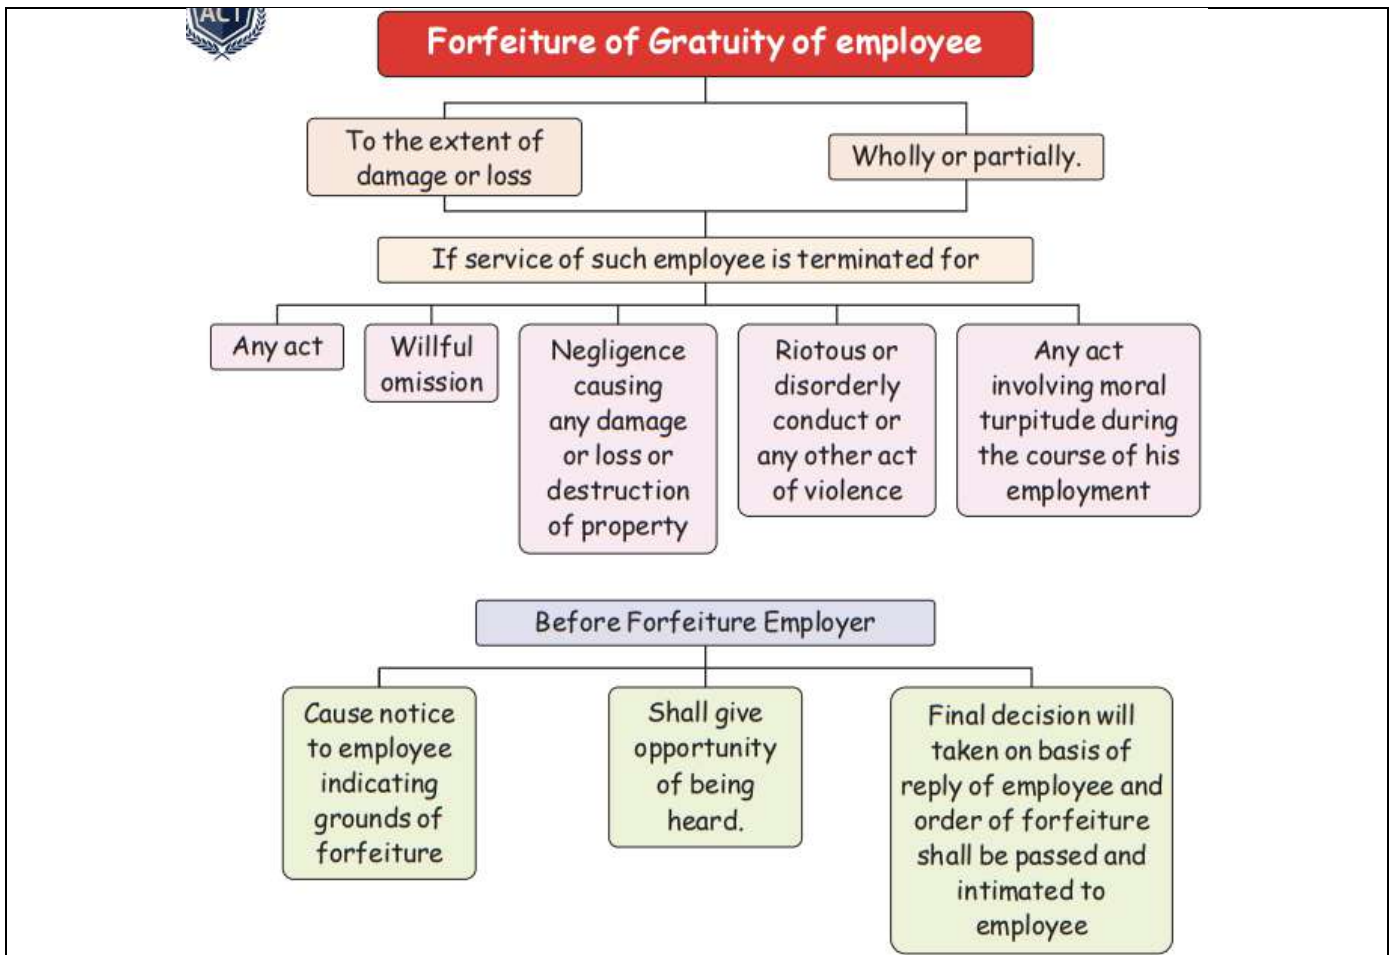 ACT
Forfeiture of Gratuity of employee
To the extent of
damage or loss
Wholly or partially.
If service of such employee is terminated for
Any act
Willful
omission
Negligence
causing
any damage
or loss or
destruction
of property
Riotous or
disorderly
conduct or
any other act
of violence
Any act
involving moral
turpitude during
the course of his
employment
Before Forfeiture Employer
Cause notice
to employee
indicating
grounds of
forfeiture
Shall give
opportunity
of being
heard.
Final decision will
taken on basis of
reply of employee and
order of forfeiture
shall be passed and
intimated to
employee